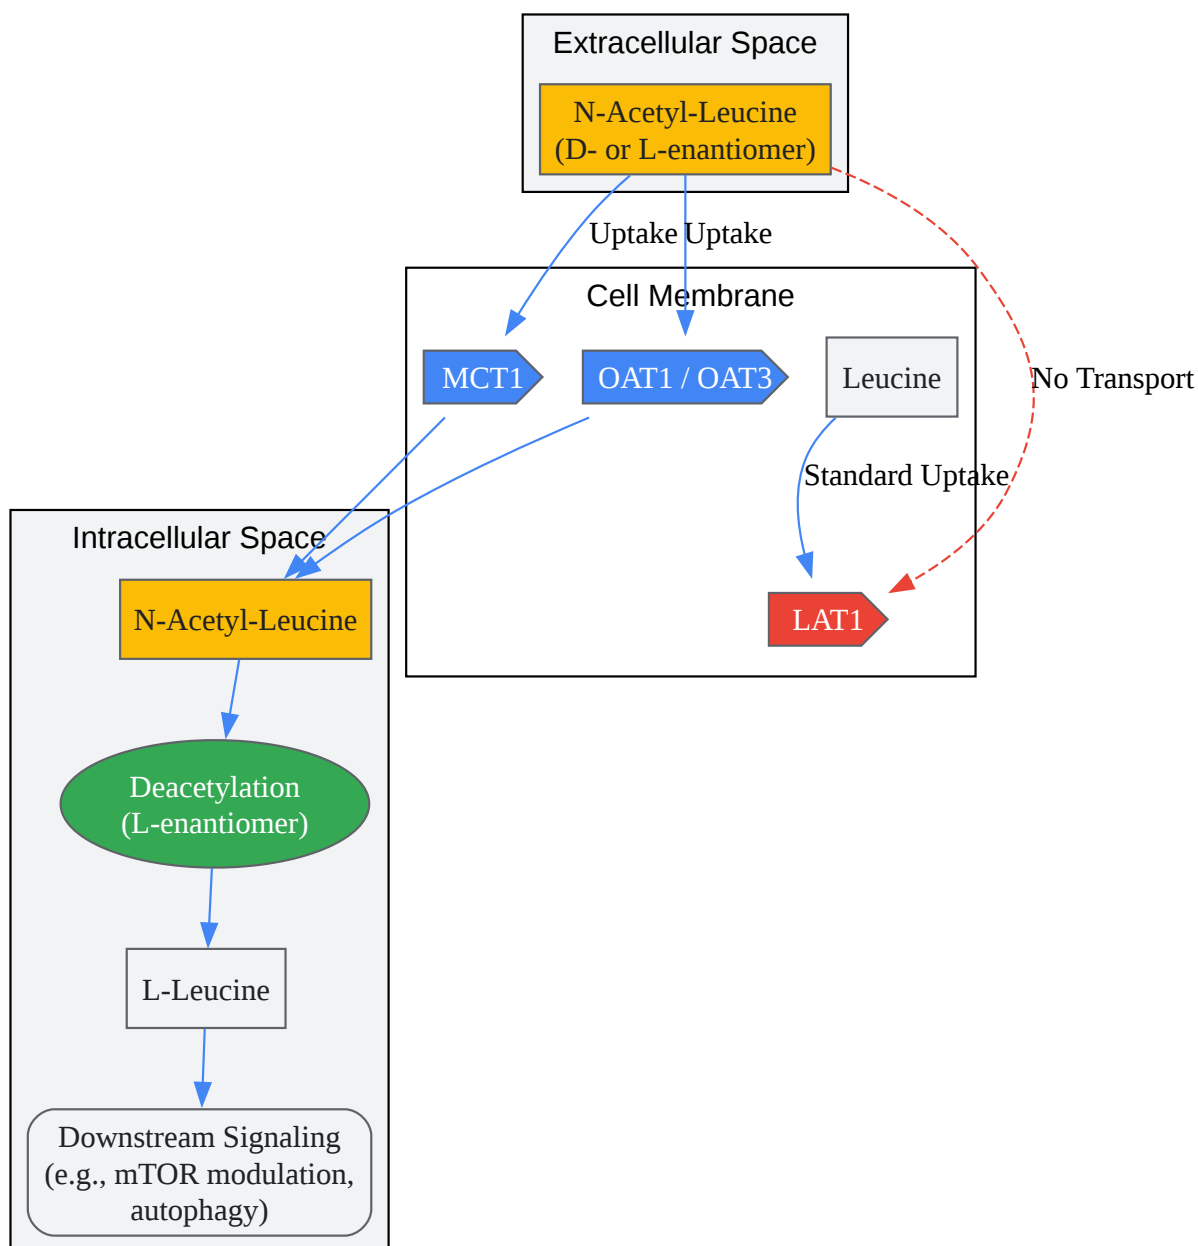 Extracellular Space
N-Acetyl-Leucine
(D- or L-enantiomer)
Uptake
Uptake
Cell Membrane
MCT1
OAT1 / OAT3
Leucine
No Transport
Standard Uptake
LAT1
Intracellular Space
N-Acetyl-Leucine
Deacetylation
(L-enantiomer)
L-Leucine
Downstream Signaling
(e.g., mTOR modulation,
autophagy)